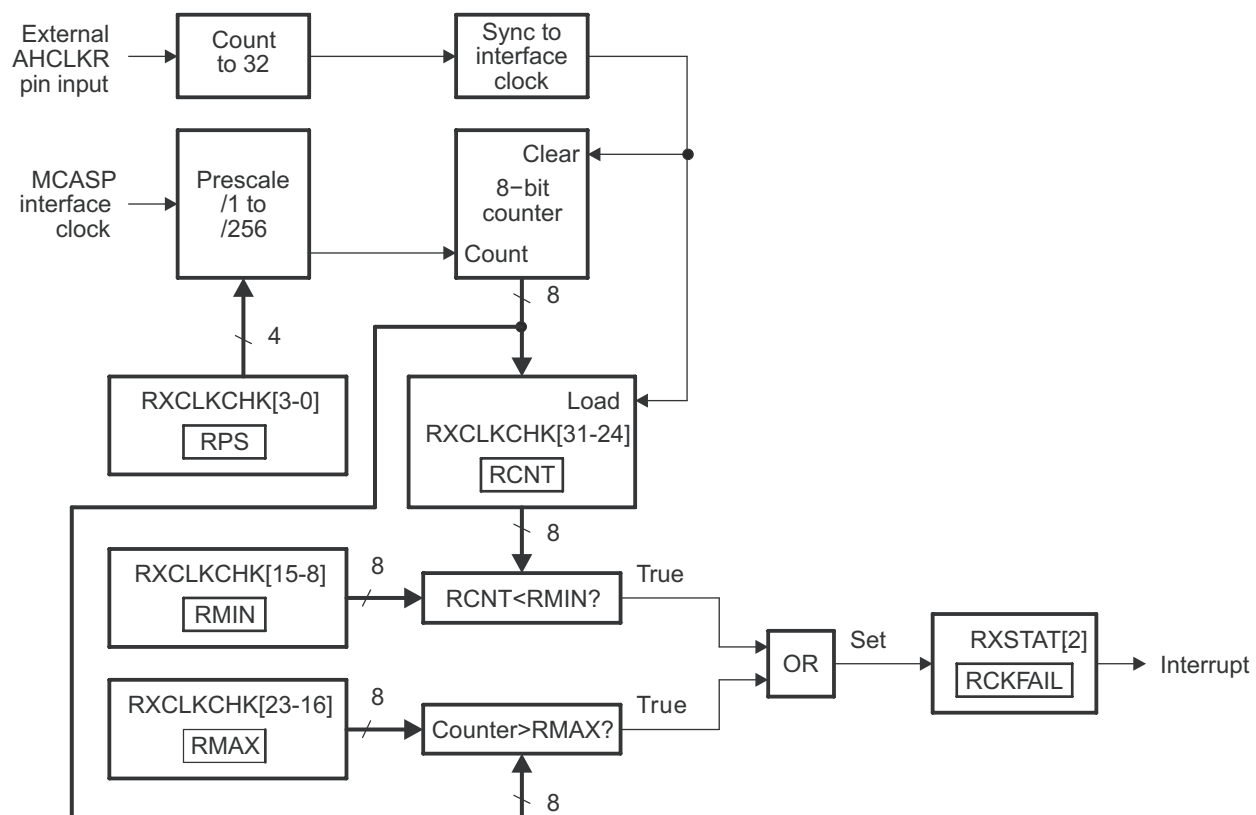 External
AHCLKR
pin input
Count
to 32
Sync to
interface
clock
MCASP
interface
clock
Prescale
/1 to
/256
Clear
8−bit
counter
Count
8
4
RXCLKCHK[3-0]
RPS
Load
RXCLKCHK[31-24]
RCNT
8
RXCLKCHK[15-8]
RMIN
8
RCNT<RMIN?
True
OR
Set
RXSTAT[2]
RCKFAIL
Interrupt
RXCLKCHK[23-16]
RMAX
8
Counter>RMAX?
True
8